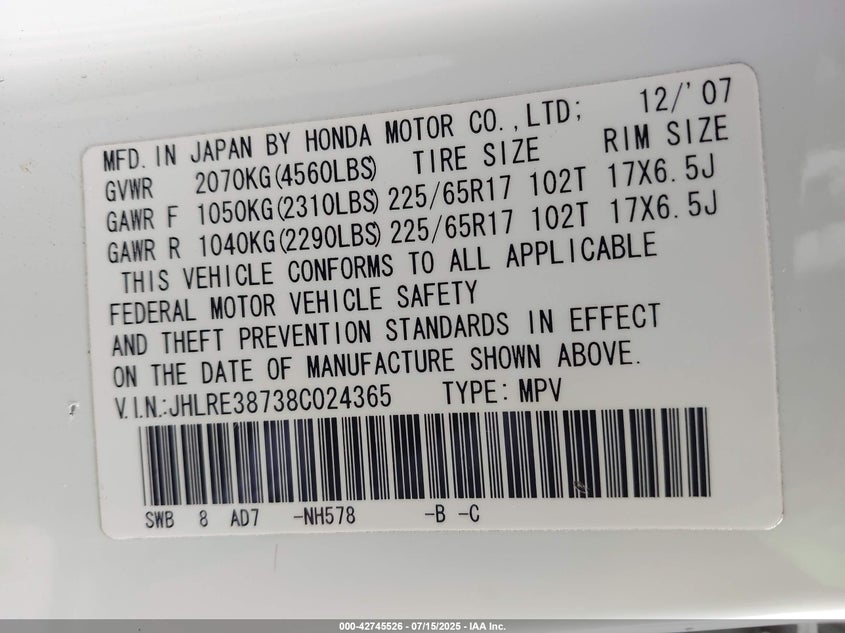 MFD. IN JAPAN BY HONDA MOTOR CO., LTD; 12/'07
GVWR 2070KG(4560LBS) TIRE SIZE RIM SIZE
GAWR F 1050KG(2310LBS) 225/65R17 102T 17X6.5J
GAWR R 1040KG(2290LBS) 225/65R17 102T 17X6.5J
THIS VEHICLE CONFORMS TO ALL APPLICABLE
FEDERAL MOTOR VEHICLE SAFETY
AND THEFT PREVENTION STANDARDS IN EFFECT
ON THE DATE OF MANUFACTURE SHOWN ABOVE.
V.I.N.:JHLRE38738C024365 TYPE: MPV
SWB 8 AD7 -NH578 -B -C
000-42745526 - 07/15/2025 - IAA Inc.